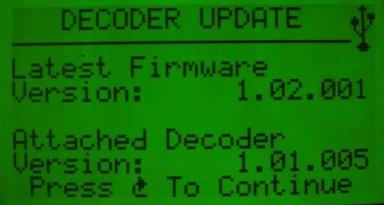 DECODER UPDATE
Latest Firmware
Version: 1.02.001
Attached Decoder
Version: 1.01.005
Press To Continue